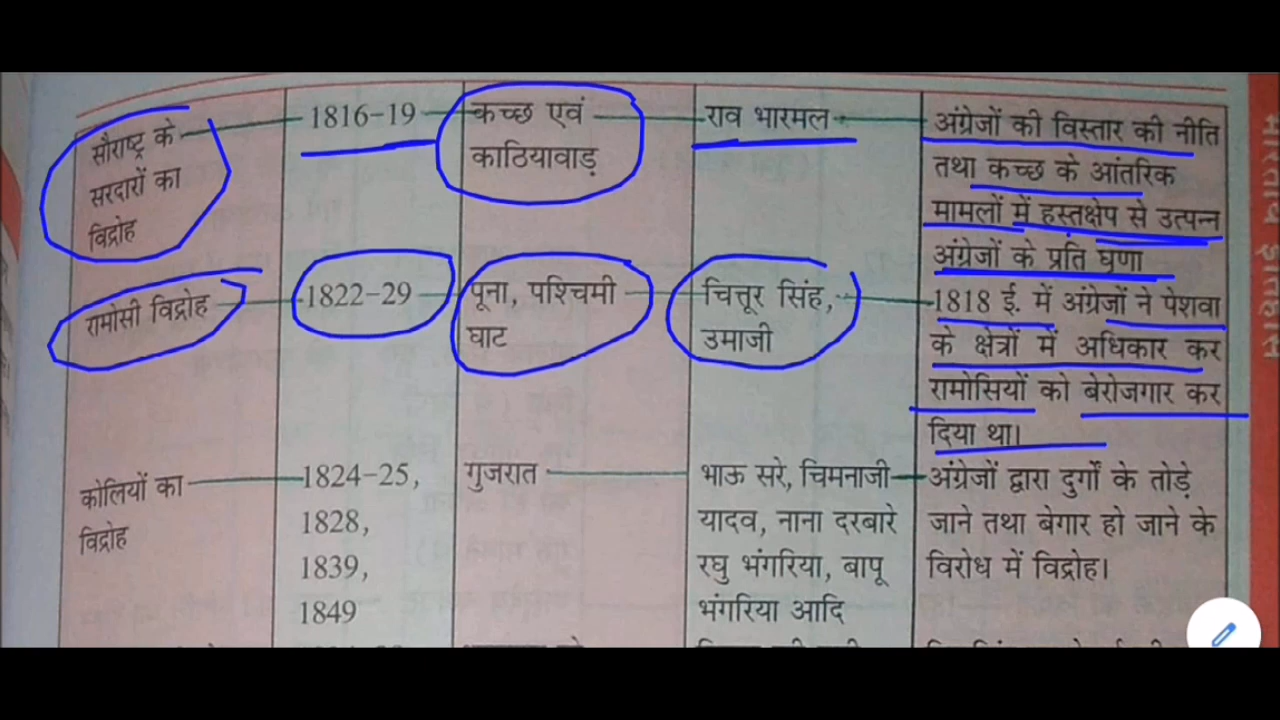 सौराष्ट्र के
सरदारों का
विद्रोह
1816-19
कच्छ एवं
काठियावाड़
राव भारमल
अंग्रेजों की विस्तार की नीति
तथा कच्छ के आंतरिक
मामलों में हस्तक्षेप से उत्पन्न
अंग्रेजों के प्रति घृणा
रामोसी विद्रोह
1822-29
पूना, पश्चिमी
घाट
चित्तूर सिंह,
उमाजी
1818 ई. में अंग्रेजों ने पेशवा
के क्षेत्रों में अधिकार कर
रामोसियों को बेरोजगार कर
दिया था।
कोलियों का
विद्रोह
1824-25,
1828,
1839,
1849
गुजरात
भाऊ सरे, चिमनाजी
यादव, नाना दरबारे
रघु भंगरिया, बापू
भंगरिया आदि
अंग्रेजों द्वारा दुर्गों के तोड़े
जाने तथा बेगार हो जाने के
विरोध में विद्रोह।
भारतीय इतिहास